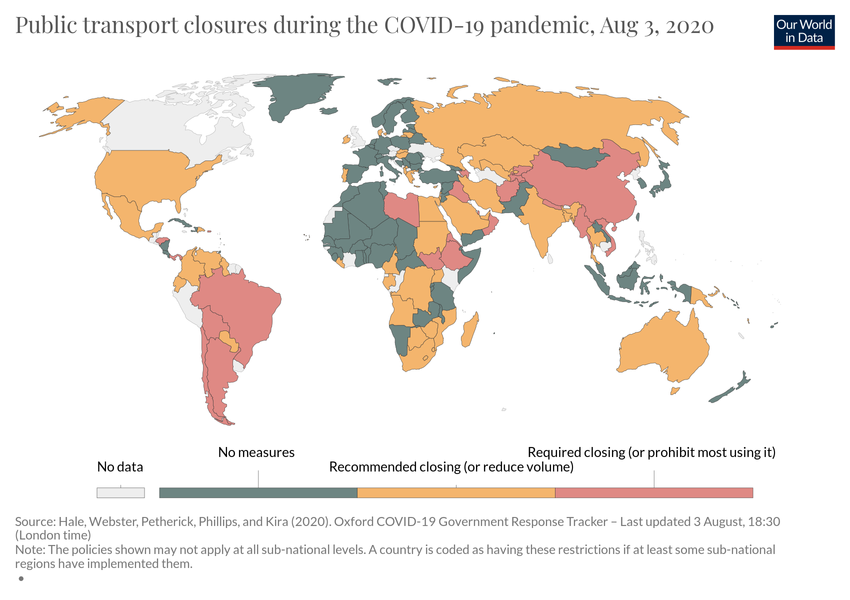 Public transport closures during the COVID-19 pandemic, Aug 3, 2020
Our World
in Data
No data
No measures
Recommended closing (or reduce volume)
Required closing (or prohibit most using it)
Source: Hale, Webster, Petherick, Phillips, and Kira (2020). Oxford COVID-19 Government Response Tracker – Last updated 3 August, 18:30
(London time)
Note: The policies shown may not apply at all sub-national levels. A country is coded as having these restrictions if at least some sub-national
regions have implemented them.